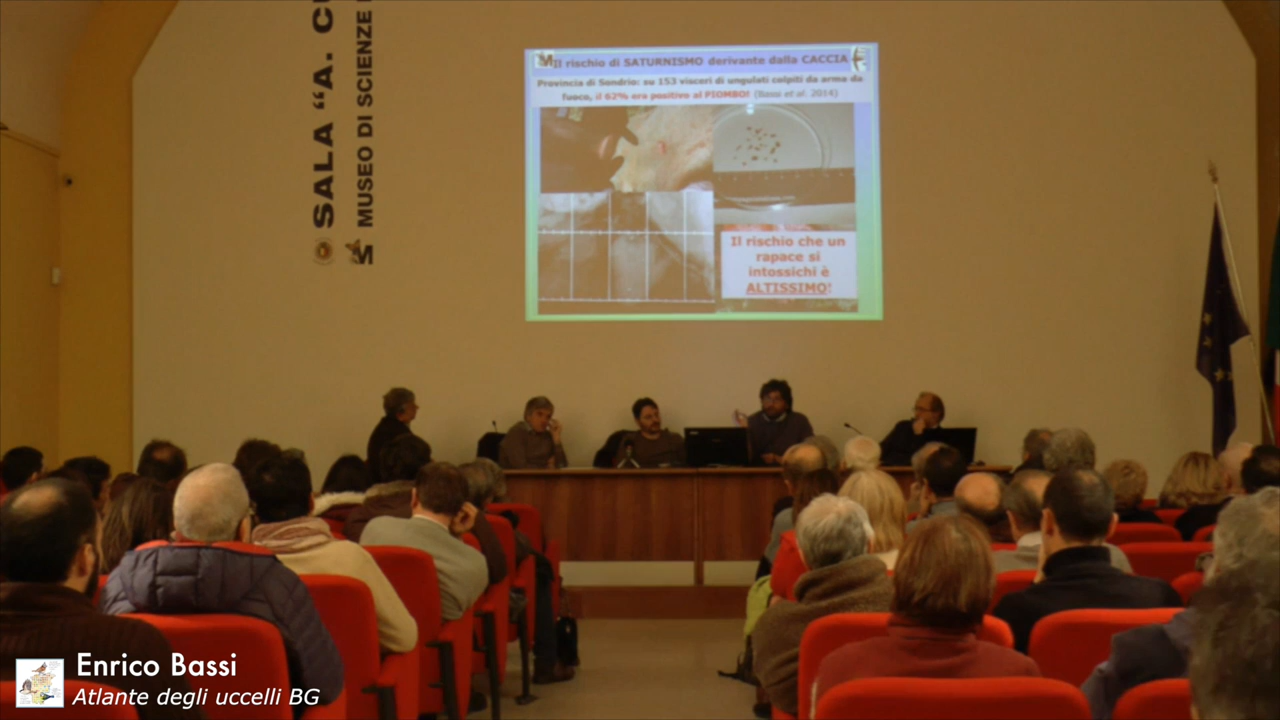 SALA “A. C
MUSEO DI SCIENZE
Il rischio di SATURNISMO derivante dalla CACCIA
Provincia di Sondrio: su 153 visceri di ungulati colpiti da arma da
fuoco, il 62% era positivo al PIOMBO! (Bassi et al. 2014)
Il rischio che un
rapace si
intossichi è
ALTISSIMO!
Enrico Bassi
Atlante degli uccelli BG